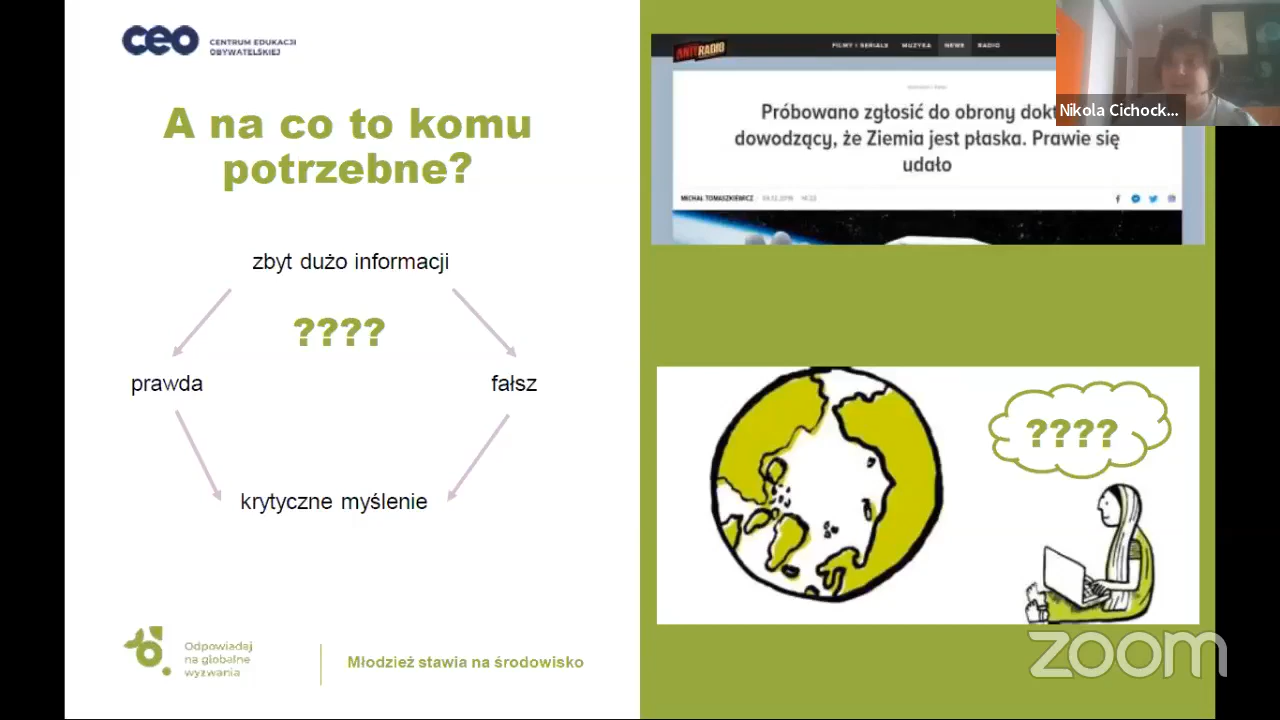 ceo
CENTRUM EDUKACJI
OBYWATELSKIEJ
A na co to komu
potrzebne?
zbyt dużo informacji
????
prawda
fałsz
krytyczne myślenie
Odpowiadaj
na globalne
wyzwania
Młodzież stawia na środowisko
ANTYRADIO
FILMY I SERIALE MUZYKA NEWS RADIO
Próbowano zgłosić do obrony dokt
dowodzący, że Ziemia jest płaska. Prawie się
udało
MICHAŁ TOMASZKIEWICZ
Nikola Cichock...
????
zoom